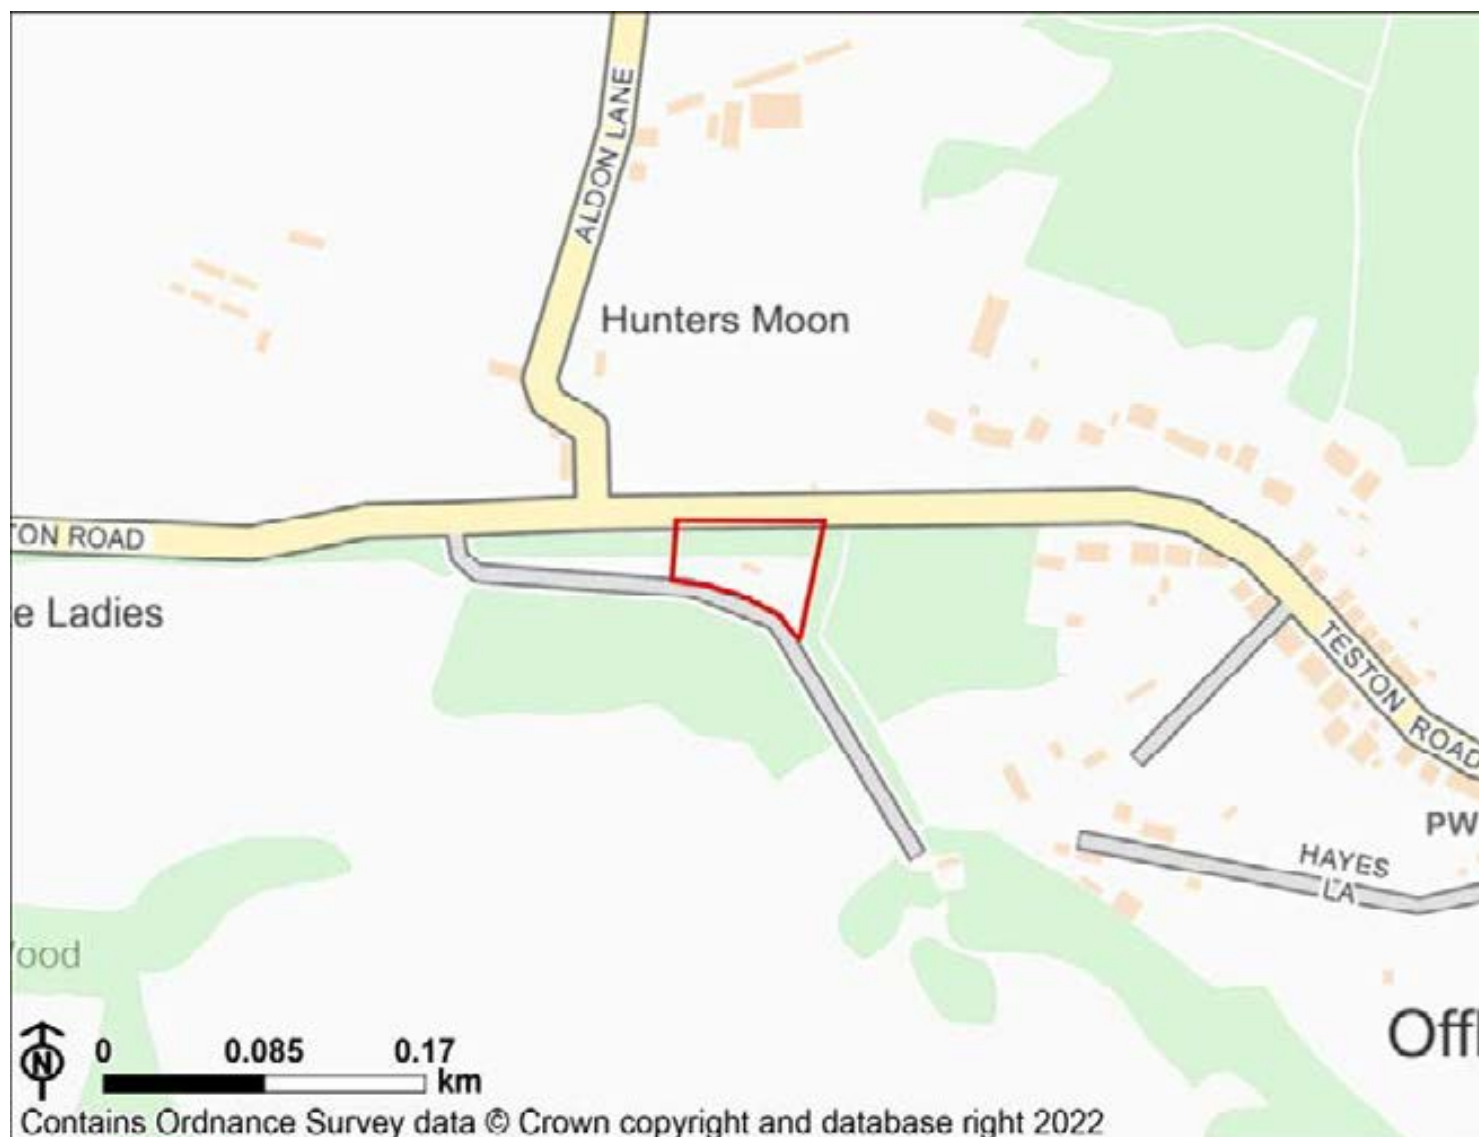 ALDON LANE
Hunters Moon
TON ROAD
e Ladies
TESTON ROAD
PW
HAYES
LA
ood
Offh
N
0 0.085 0.17
km
Contains Ordnance Survey data © Crown copyright and database right 2022